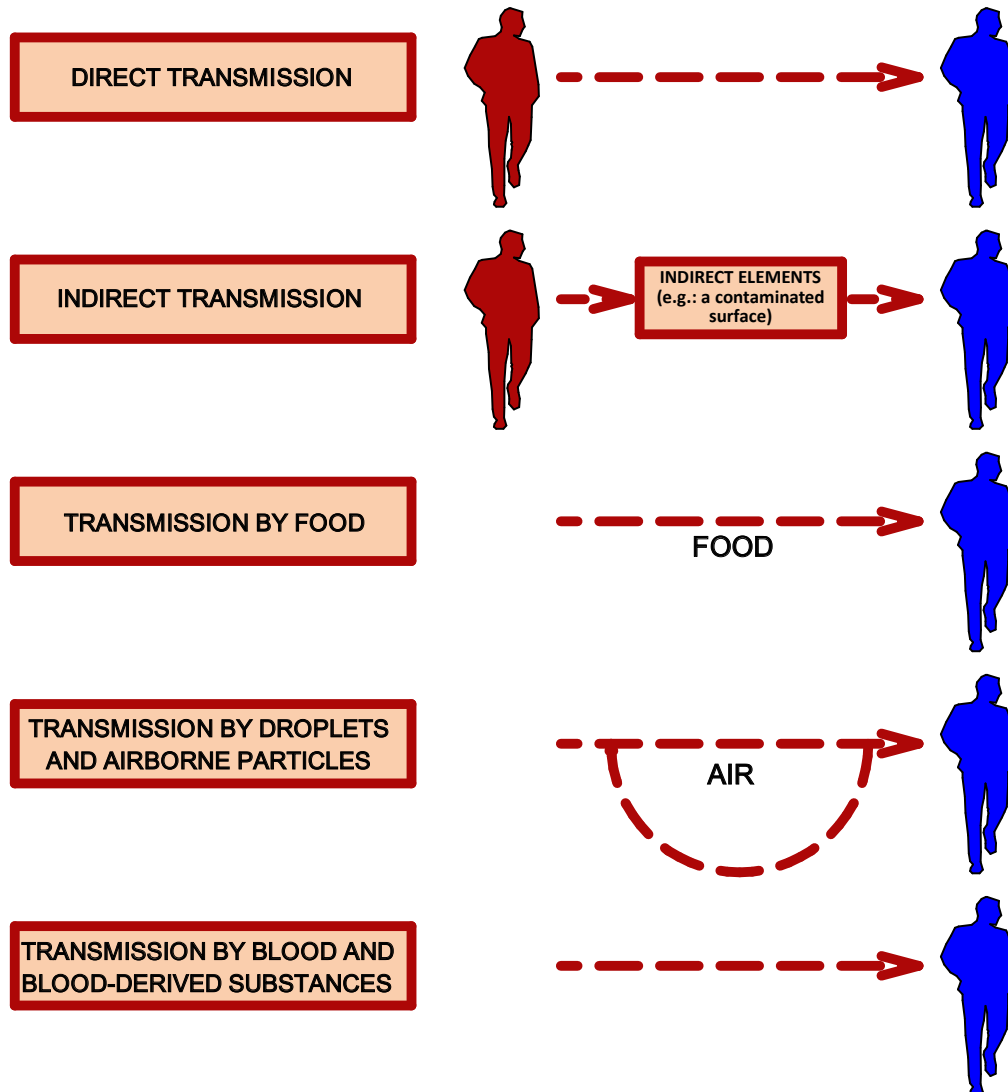 DIRECT TRANSMISSION
INDIRECT TRANSMISSION
INDIRECT ELEMENTS
(e.g.: a contaminated
surface)
TRANSMISSION BY FOOD
FOOD
TRANSMISSION BY DROPLETS
AND AIRBORNE PARTICLES
AIR
TRANSMISSION BY BLOOD AND
BLOOD-DERIVED SUBSTANCES